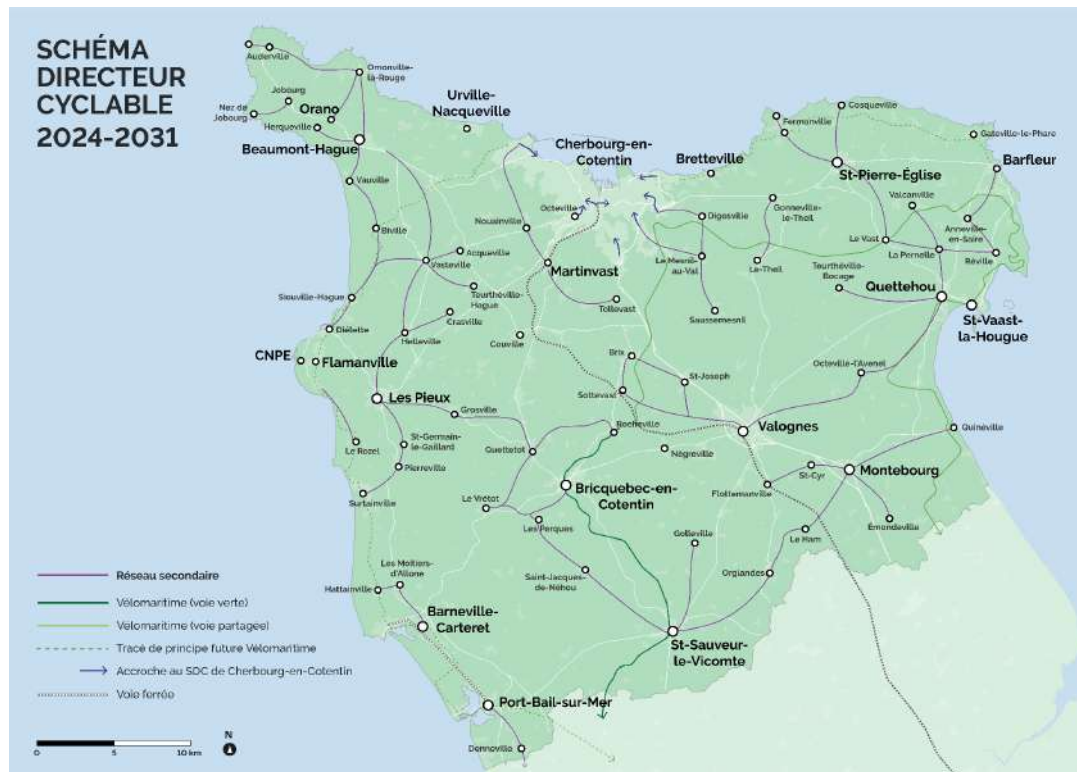 SCHÉMA
DIRECTEUR
CYCLABLE
2024-2031
Auderville
Omonville-
la-Rouge
Jobourg
Nez de
Jobourg
Orano
Herqueville
Beaumont-Hague
Urville-
Nacqueville
Cherbourg-en-
Cotentin
Bretteville
Fermanville
Cosqueville
Gateville-le-Phare
St-Pierre-Église
Barfleur
Vauville
Octeville
Nouainville
Digosville
Gonneville-
le-Theil
Valcanville
Anneville-
en-Saire
Biville
Acqueville
Vasteville
Martinvast
Le Mesnil-
au-Val
Le-Theil
Le Vast
La Pernelle
Réville
Teurthéville-
Bocage
Quettehou
Siouville-Hague
Teurthéville-
Hague
Tollevast
Saussemesnil
St-Vaast-
la-Hougue
Crasville
Diélette
Helleville
Couville
CNPE
Flamanville
Brix
St-Joseph
Octeville-l'Avenel
Les Pieux
Grosville
Sottevast
Rocheville
Valognes
Quinéville
St-Germain-
le-Gaillard
Le Rozel
Quettetot
Négreville
Pierreville
St-Cyr
Montebourg
Surtainville
Bricquebec-en-
Cotentin
Flottemanville
Le Vrétot
Les Perques
Émondeville
Golleville
Le Ham
Les Moitiers-
d'Allone
Hattainville
Saint-Jacques-
de-Néhou
Orglandes
Barneville-
Carteret
St-Sauveur-
le-Vicomte
Port-Bail-sur-Mer
Denneville
Réseau secondaire
Vélomaritime (voie verte)
Vélomaritime (voie partagée)
Tracé de principe future Vélomaritime
Accroche au SDC de Cherbourg-en-Cotentin
Voie ferrée
N
0 5 10 km